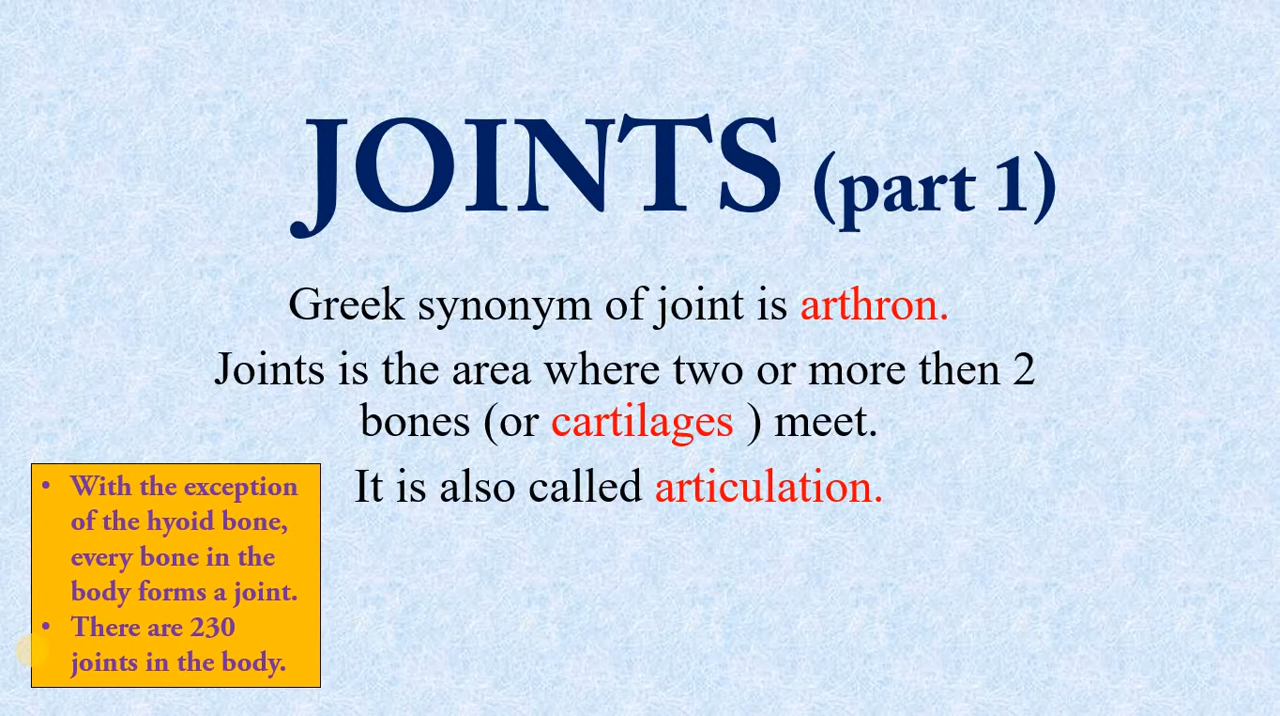 JOINTS (part 1)
Greek synonym of joint is arthron.
Joints is the area where two or more then 2
bones (or cartilages ) meet.
It is also called articulation.
• With the exception
of the hyoid bone,
every bone in the
body forms a joint.
• There are 230
joints in the body.